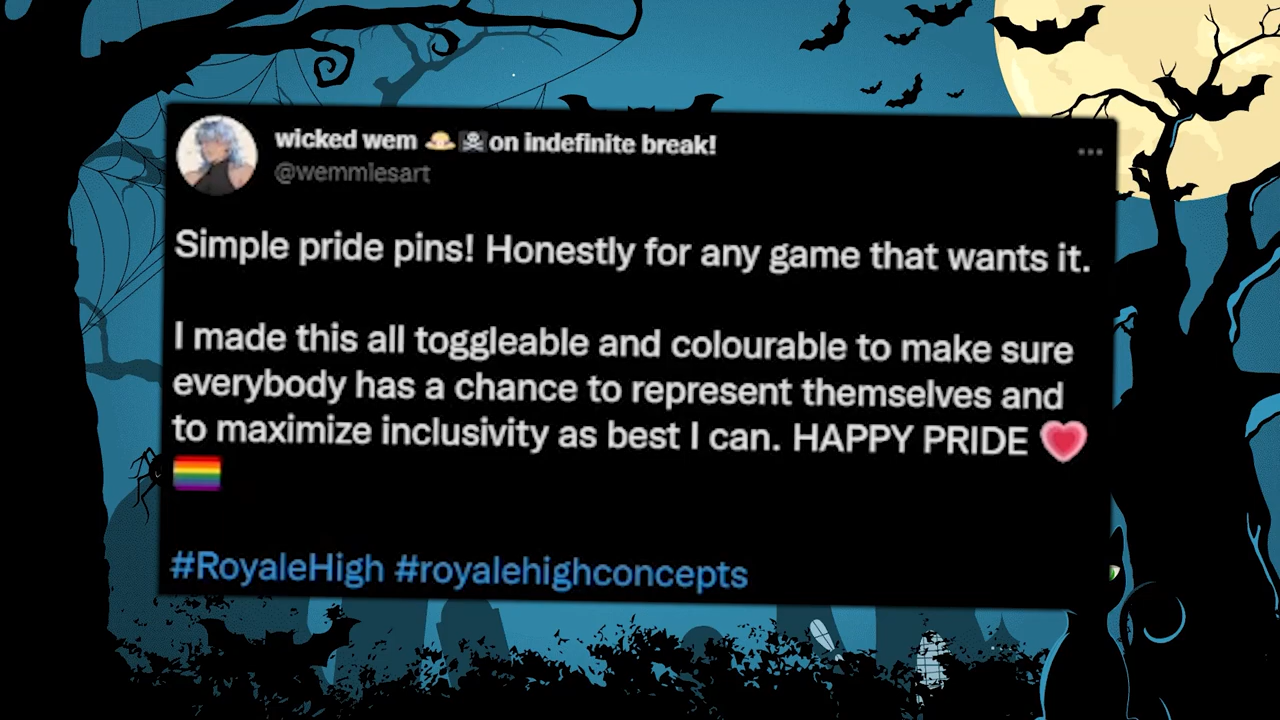 wicked wem 🦪🏴‍☠️on indefinite break!
@wemmlesart
Simple pride pins! Honestly for any game that wants it.
I made this all toggleable and colourable to make sure
everybody has a chance to represent themselves and
to maximize inclusivity as best I can. HAPPY PRIDE 💗
🏳️‍🌈
#RoyaleHigh #royalehighconcepts